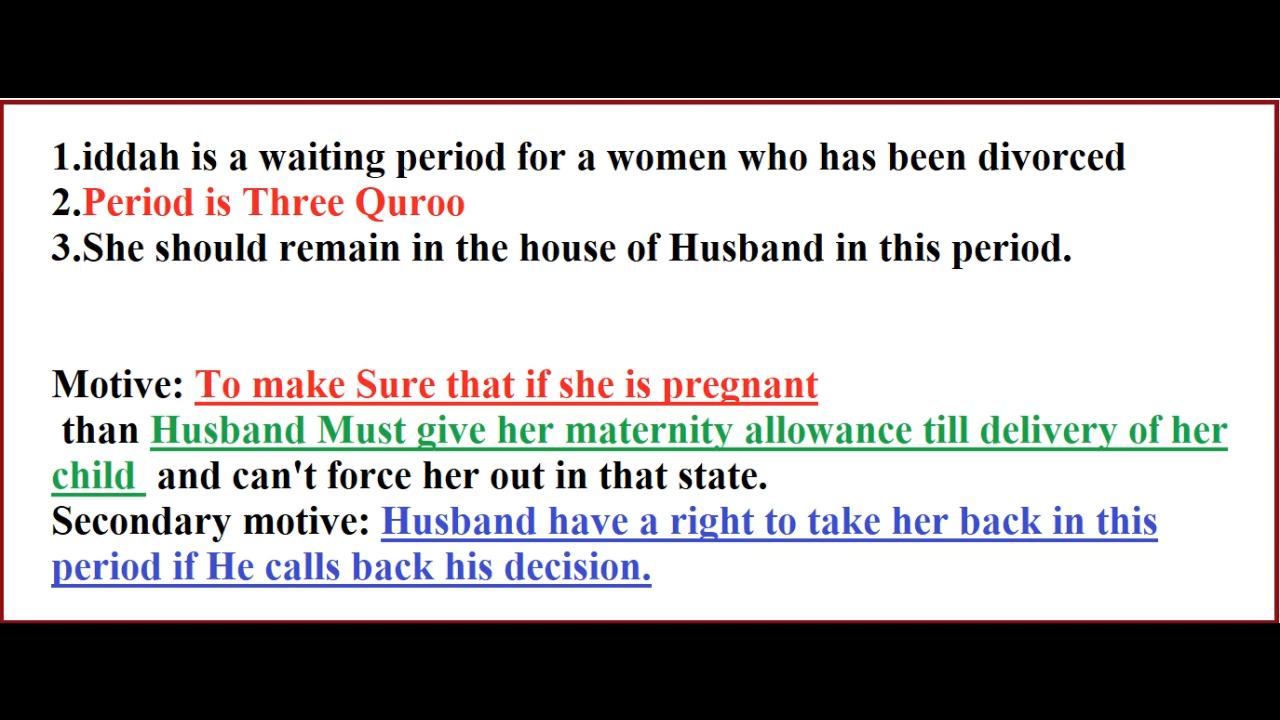 1.iddah is a waiting period for a women who has been divorced
2.Period is Three Quroo
3.She should remain in the house of Husband in this period.
Motive: To make Sure that if she is pregnant
than Husband Must give her maternity allowance till delivery of her
child and can't force her out in that state.
Secondary motive: Husband have a right to take her back in this
period if He calls back his decision.